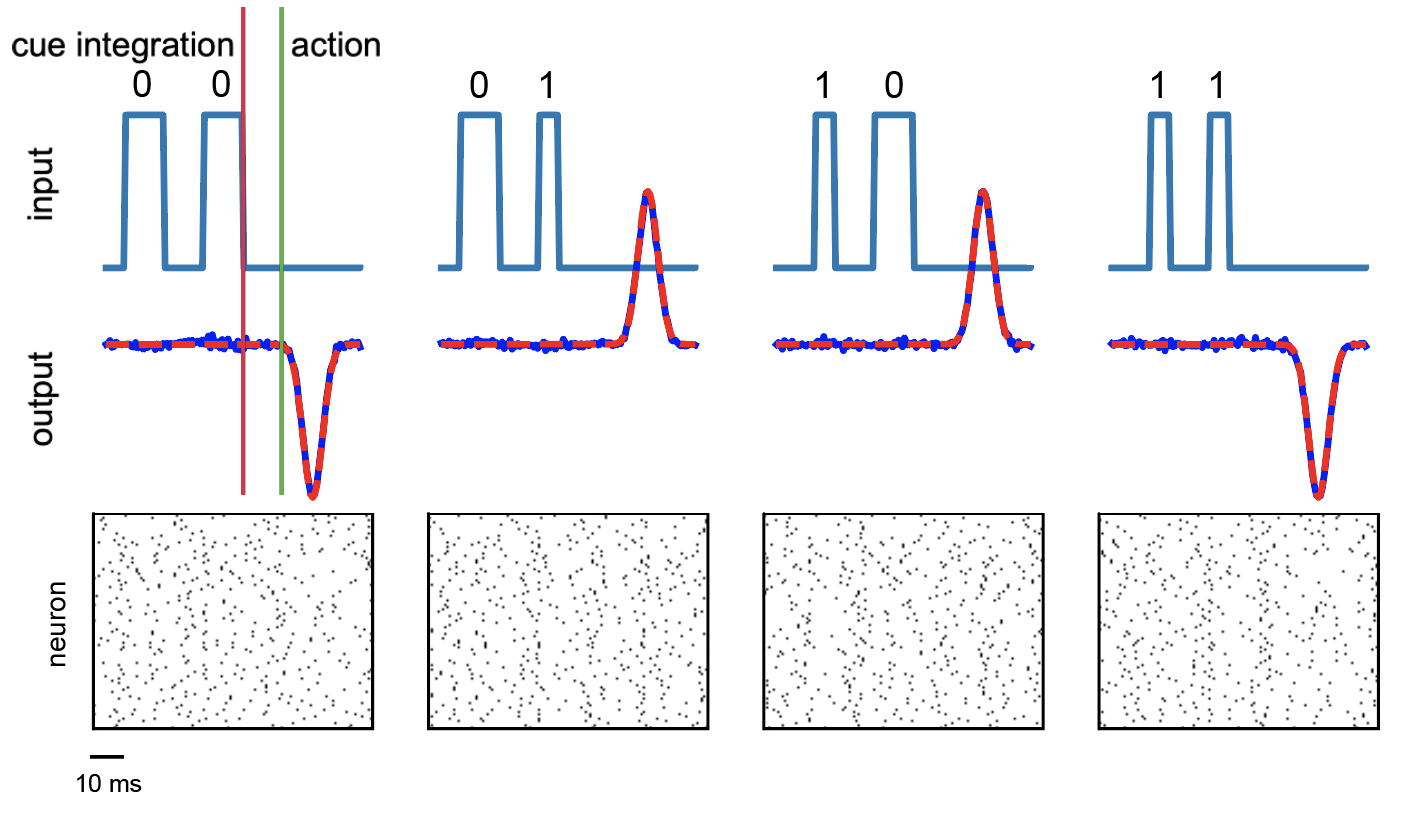 cue integration
action
0 0
0 1
1 0
1 1
input
output
neuron
10 ms